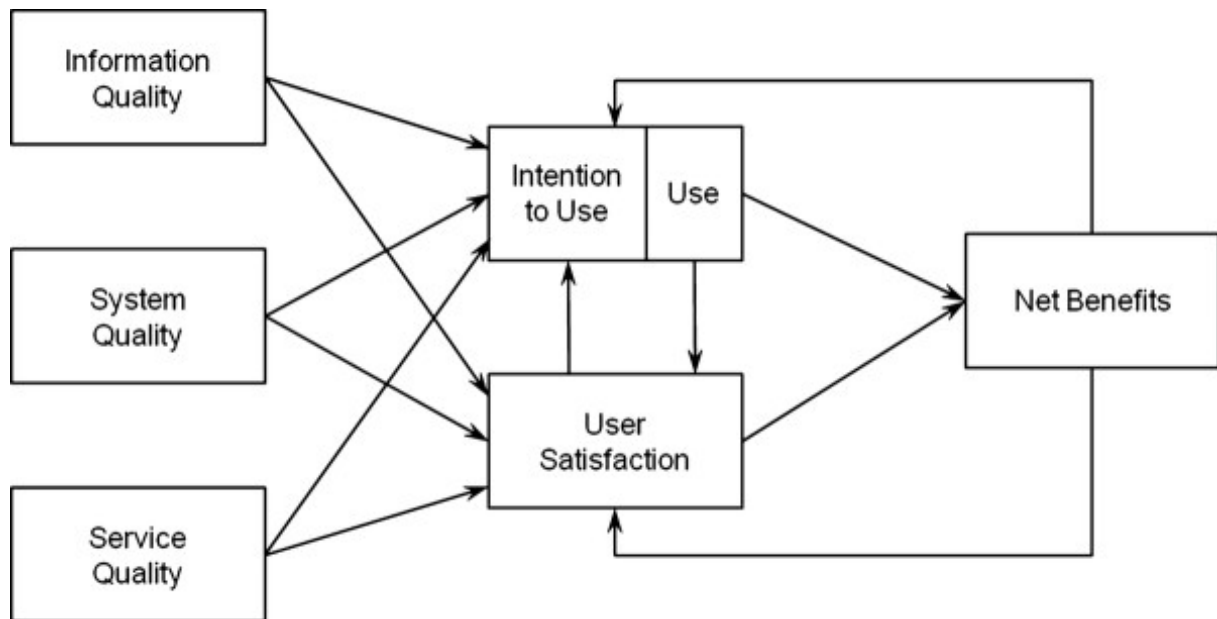 Information
Quality
Intention
to Use
Use
System
Quality
Net Benefits
User
Satisfaction
Service
Quality